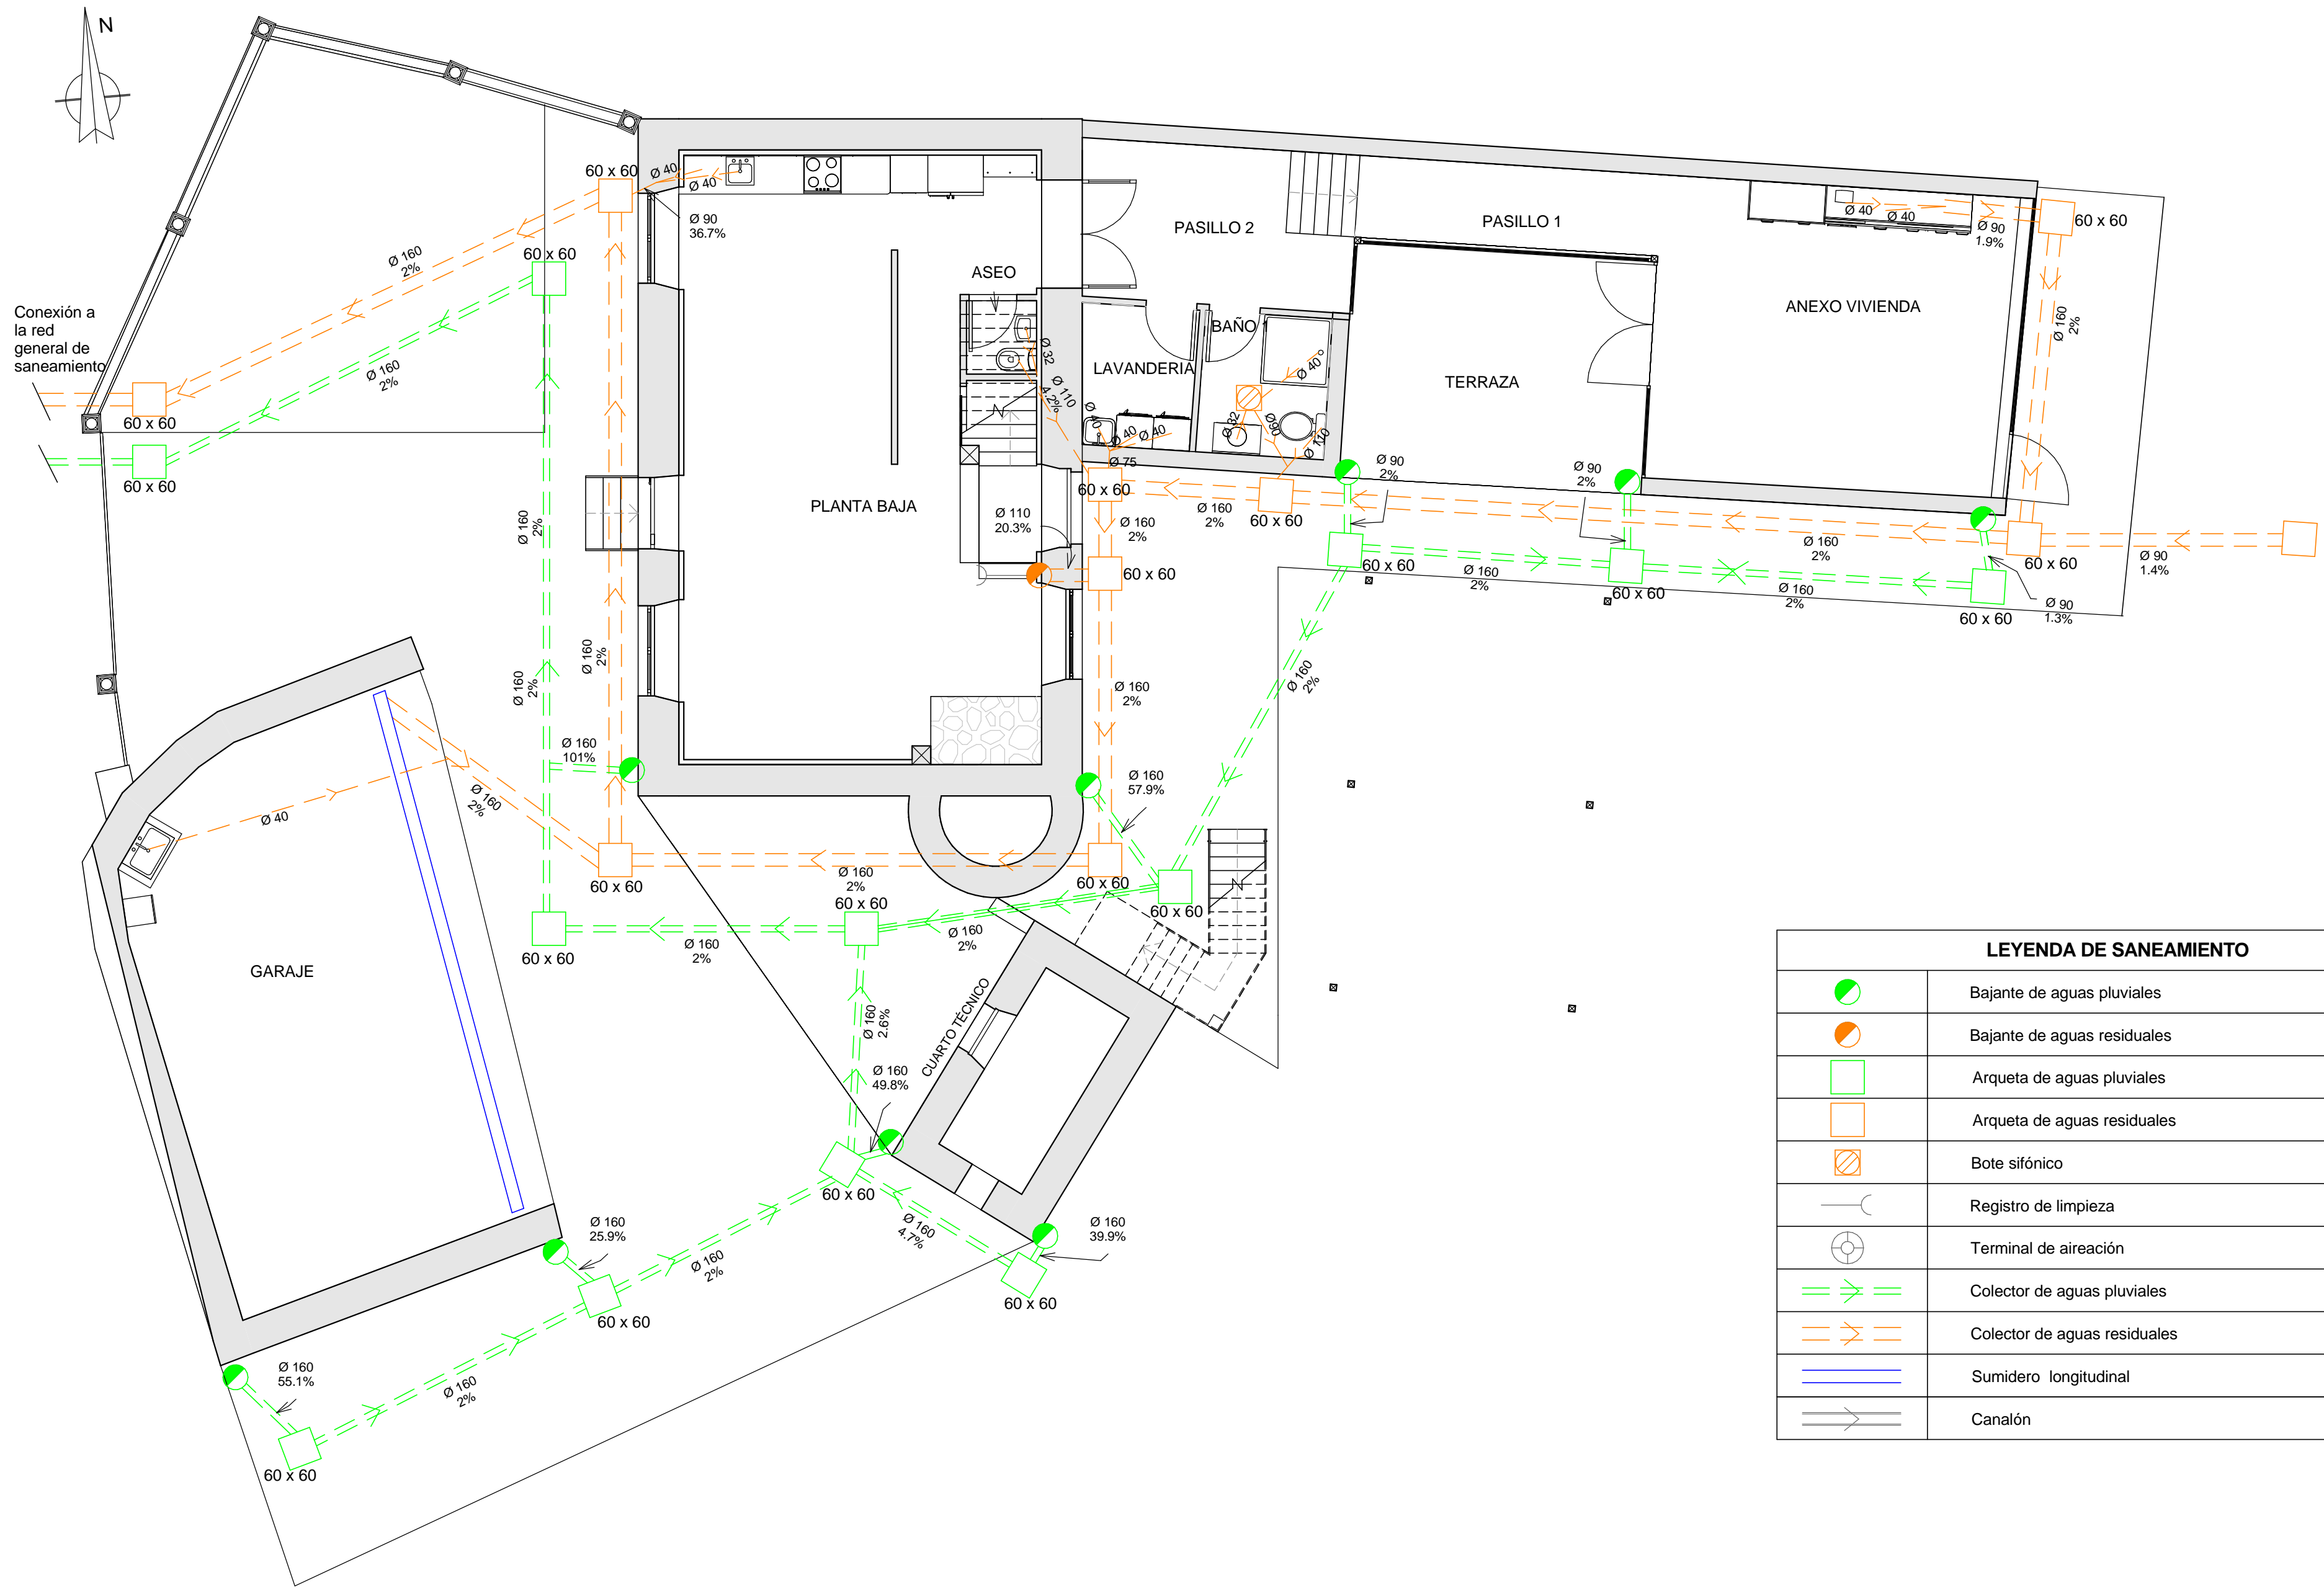 N
60 x 60
Ø 40
Ø 40
Ø 90
36.7%
Ø 160
2%
60 x 60
Conexión a
la red
general de
saneamiento
Ø 160
2%
60 x 60
60 x 60
ASEO
Ø 32
Ø 110
4.2%
PASILLO 2
PASILLO 1
LAVANDERIA
BAÑO 1
Ø 40
Ø 40
Ø 40
Ø 40
Ø 32
Ø90
Ø 110
Ø 75
TERRAZA
ANEXO VIVIENDA
Ø 40
Ø 40
Ø 90
1.9%
60 x 60
Ø 160
2%
PLANTA BAJA
60 x 60
Ø 110
20.3%
Ø 160
2%
60 x 60
Ø 160
2%
60 x 60
Ø 90
2%
Ø 90
2%
60 x 60
Ø 160
2%
60 x 60
Ø 160
2%
Ø 160
2%
60 x 60
60 x 60
Ø 90
1.4%
Ø 90
1.3%
Ø 160
2%
Ø 160
2%
Ø 160
2%
Ø 160
2%
Ø 160
2%
Ø 160
101%
Ø 160
57.9%
Ø 40
Ø 160
2%
60 x 60
Ø 160
2%
60 x 60
60 x 60
60 x 60
Ø 160
2%
60 x 60
Ø 160
2%
GARAJE
CUARTO TÉCNICO
Ø 160
2.6%
Ø 160
49.8%
60 x 60
Ø 160
4.7%
Ø 160
39.9%
60 x 60
Ø 160
25.9%
Ø 160
2%
60 x 60
Ø 160
55.1%
Ø 160
2%
60 x 60
LEYENDA DE SANEAMIENTO
Bajante de aguas pluviales
Bajante de aguas residuales
Arqueta de aguas pluviales
Arqueta de aguas residuales
Bote sifónico
Registro de limpieza
Terminal de aireación
Colector de aguas pluviales
Colector de aguas residuales
Sumidero longitudinal
Canalón